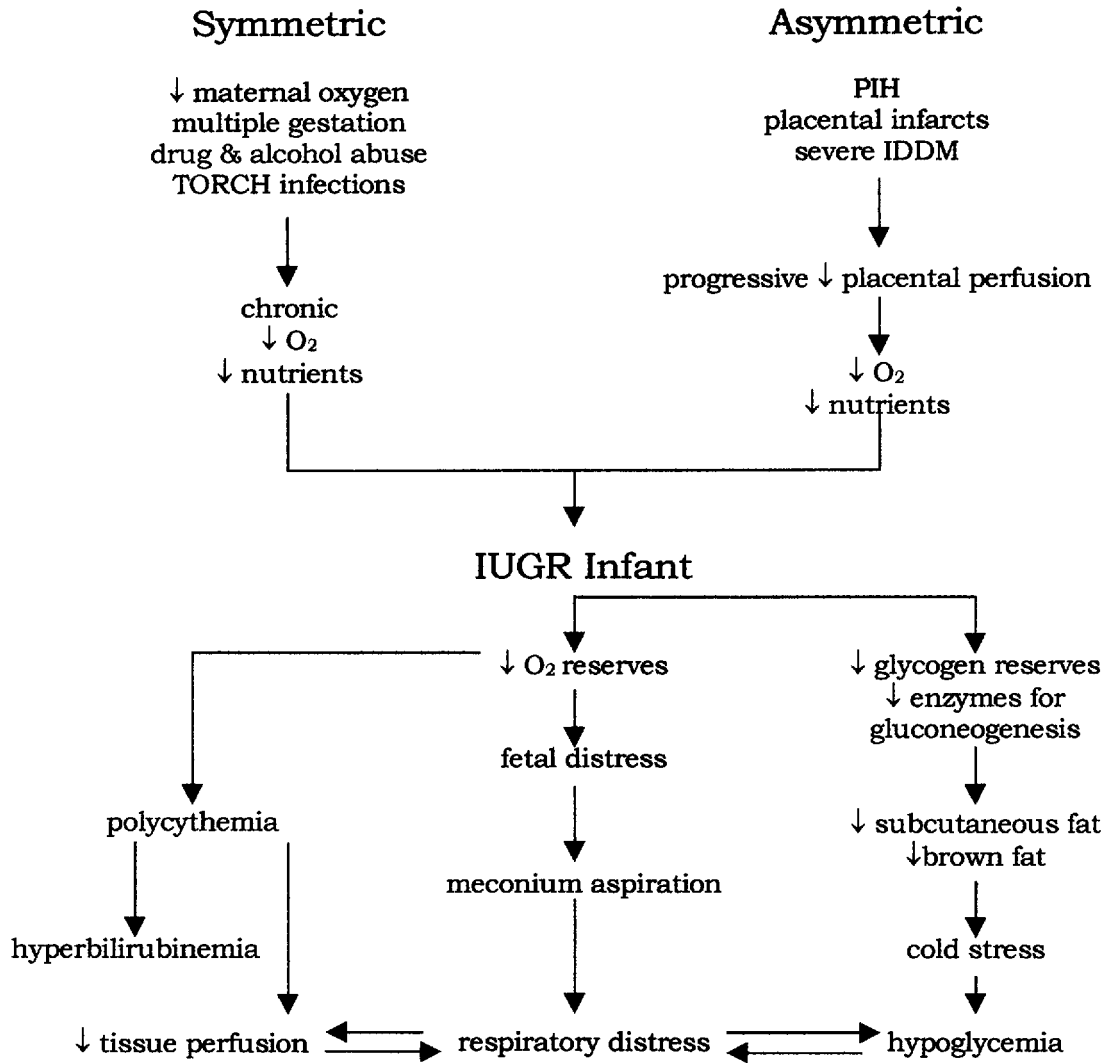 Symmetric
↓ maternal oxygen
multiple gestation
drug & alcohol abuse
TORCH infections
chronic
↓ O₂
↓ nutrients
Asymmetric
PIH
placental infarcts
severe IDDM
progressive ↓ placental perfusion
↓ O₂
↓ nutrients
IUGR Infant
↓ O₂ reserves
fetal distress
meconium aspiration
respiratory distress
polycythemia
hyperbilirubinemia
↓ tissue perfusion
↓ glycogen reserves
↓ enzymes for
gluconeogenesis
↓ subcutaneous fat
↓brown fat
cold stress
hypoglycemia